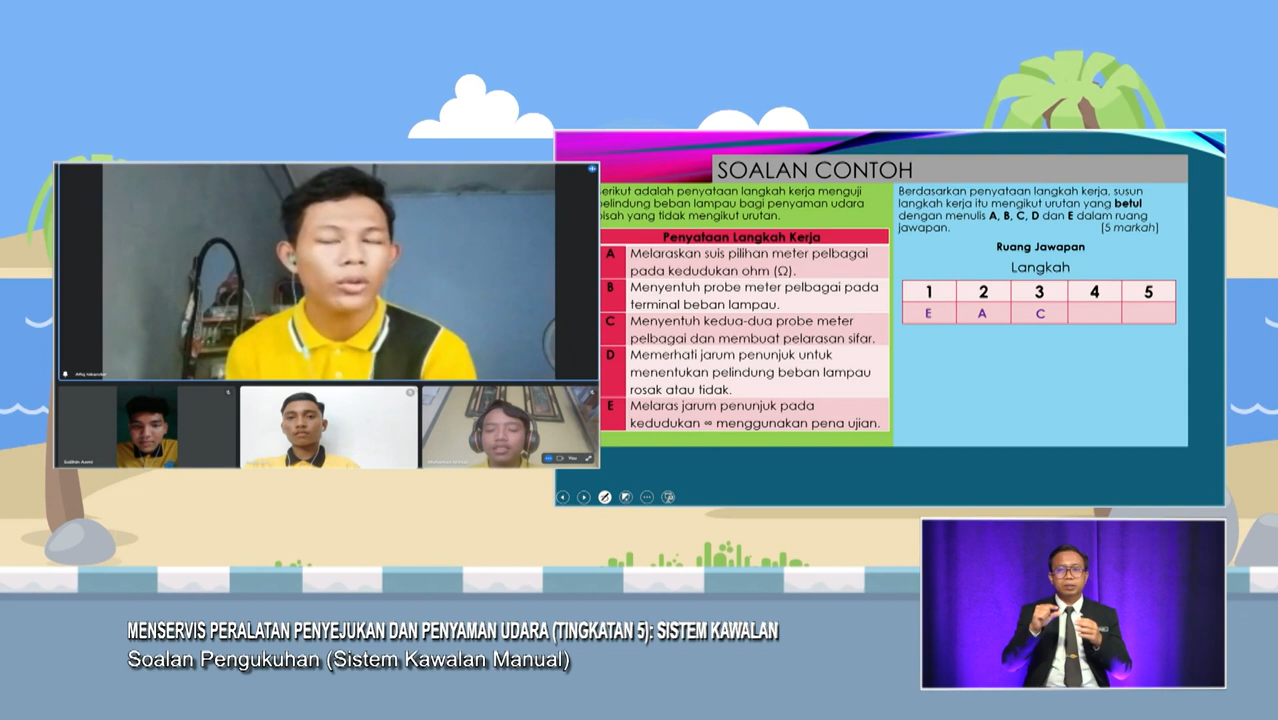 SOALAN CONTOH
erikut adalah penyataan langkah kerja menguji
elindung beban lampau bagi penyaman udara
isah yang tidak mengikut urutan.
Penyataan Langkah Kerja
A Melaraskan suis pilihan meter pelbagai
pada kedudukan ohm (Ω).
B Menyentuh probe meter pelbagai pada
terminal beban lampau.
C Menyentuh kedua-dua probe meter
pelbagai dan membuat pelarasan sifar.
D Memerhati jarum penunjuk untuk
menentukan pelindung beban lampau
rosak atau tidak.
E Melaras jarum penunjuk pada
kedudukan ∞ menggunakan pena ujian.
Berdasarkan penyataan langkah kerja, susun
langkah kerja itu mengikut urutan yang betul
dengan menulis A, B, C, D dan E dalam ruang
jawapan. [5 markah]
Ruang Jawapan
Langkah
1 2 3 4 5
E A C
View
MENSERVIS PERALATAN PENYEJUKAN DAN PENYAMAN UDARA (TINGKATAN 5): SISTEM KAWALAN
Soalan Pengukuhan (Sistem Kawalan Manual)